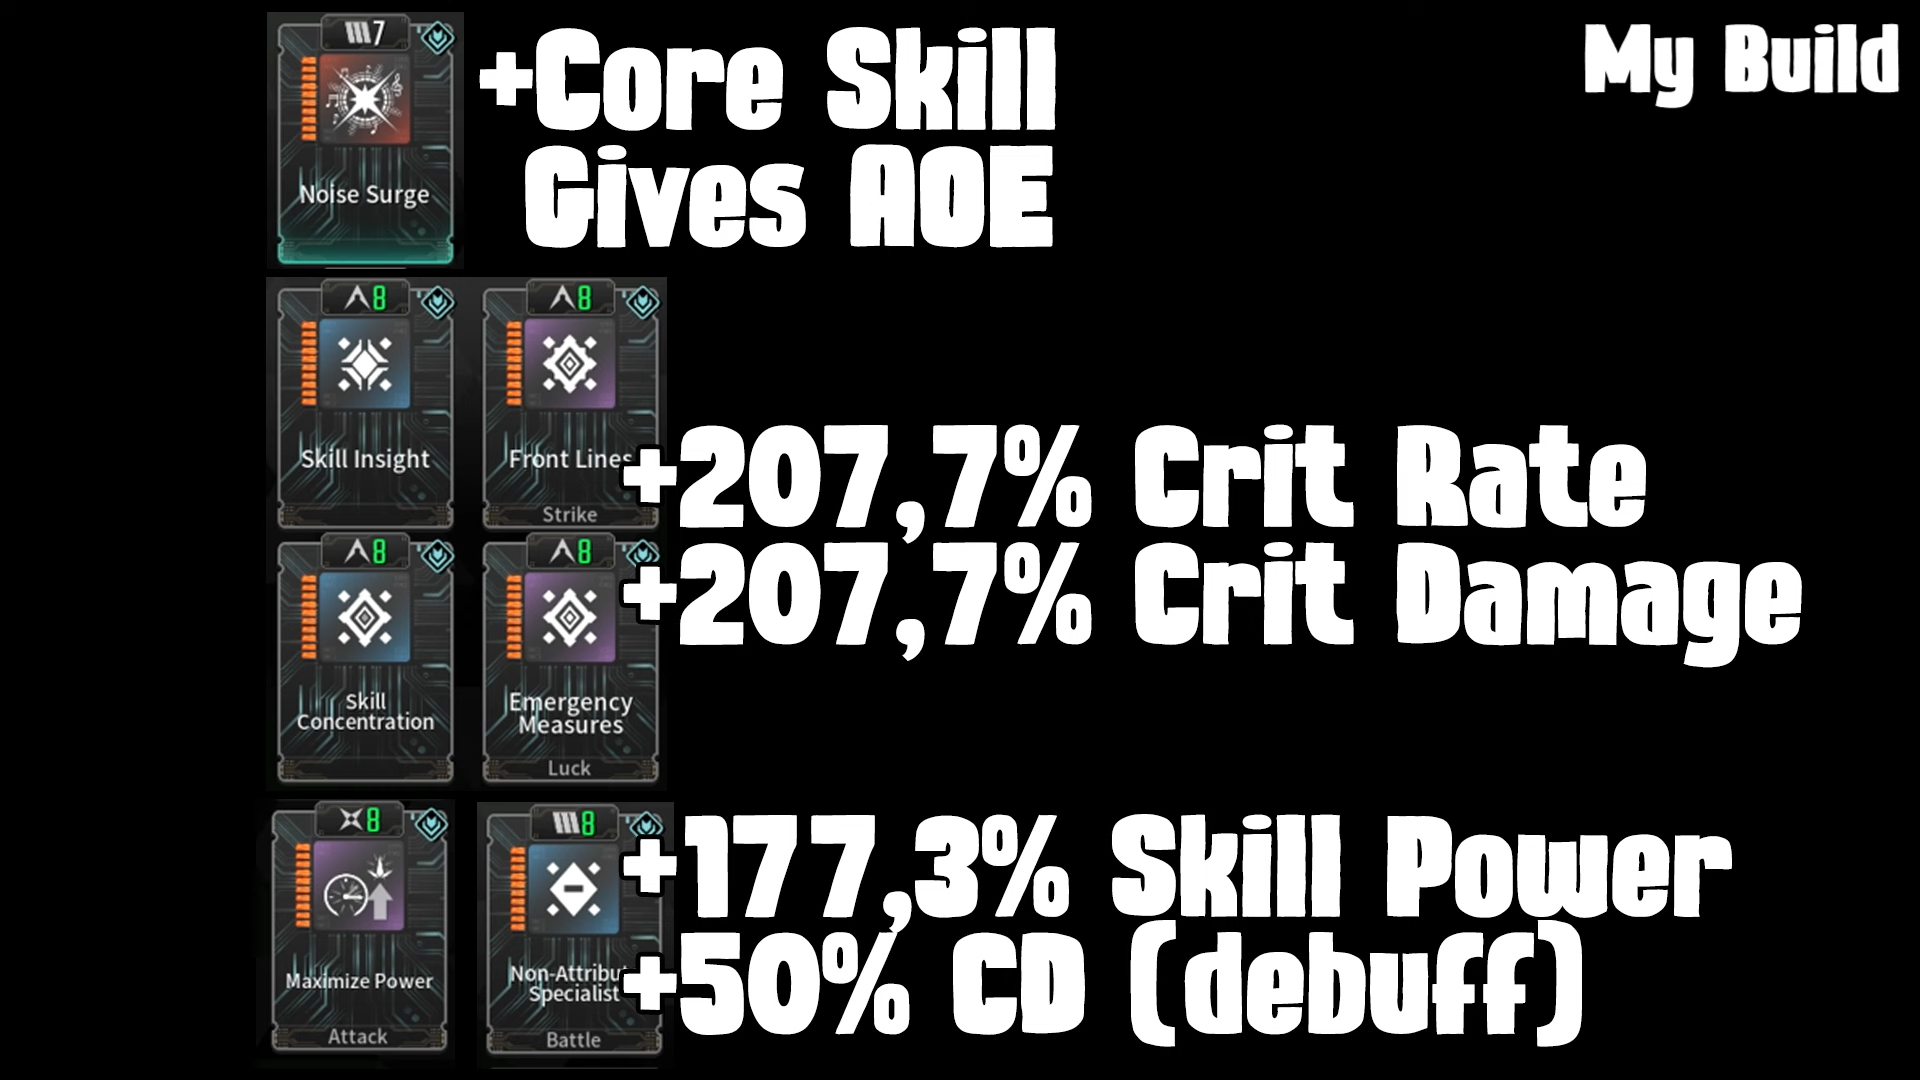 My Build
7
Noise Surge
+Core Skill
Gives AOE
8
Skill Insight
8
Front Lines
Strike
8
Skill
Concentration
8
Emergency
Measures
Luck
+207,7% Crit Rate
+207,7% Crit Damage
8
Maximize Power
Attack
8
Non-Attribut
Specialist
Battle
+177,3% Skill Power
+50% CD (debuff)